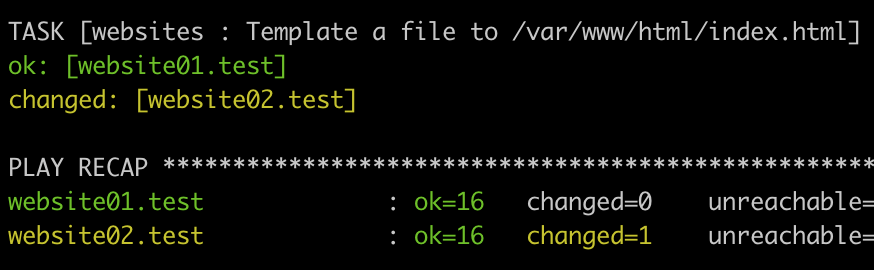 TASK [websites : Template a file to /var/www/html/index.html]
ok: [website01.test]
changed: [website02.test]
PLAY RECAP ***************************************************
website01.test : ok=16 changed=0 unreachable=
website02.test : ok=16 changed=1 unreachable=